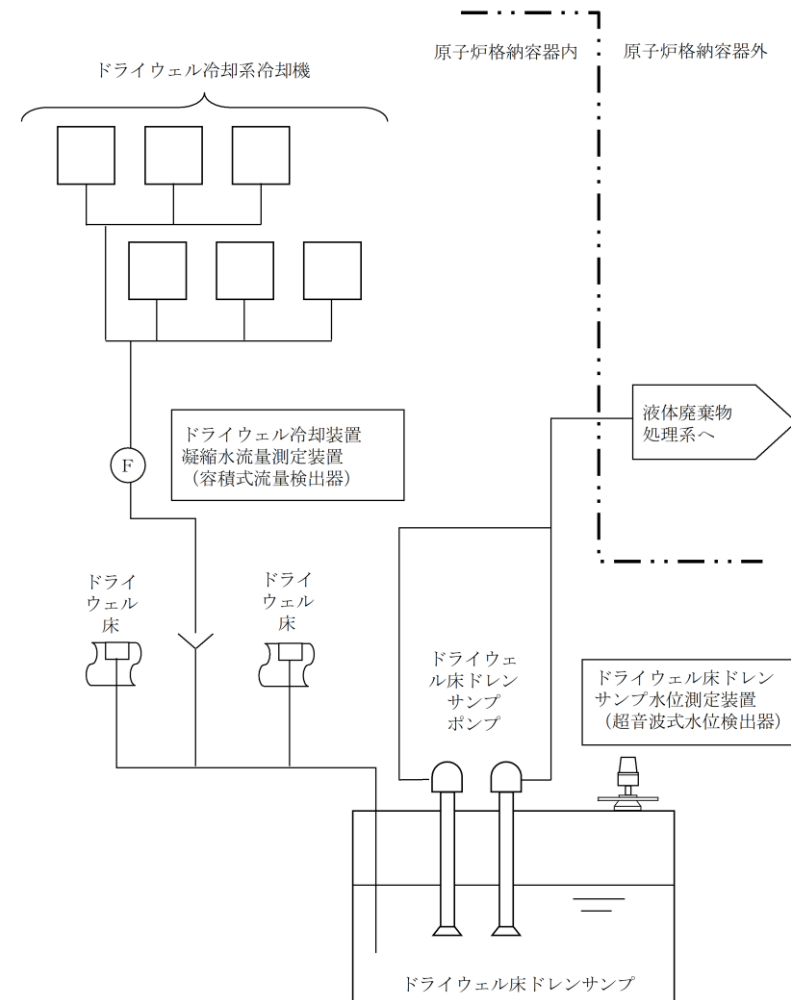 原子炉格納容器内
原子炉格納容器外
ドライウェル冷却系冷却機
液体廃棄物
処理系へ
ドライウェル冷却装置
凝縮水流量測定装置
（容積式流量検出器）
F
ドライ
ウェル
床
ドライ
ウェル
床
ドライウェ
ル床ドレン
サンプ
ポンプ
ドライウェル床ドレン
サンプ水位測定装置
（超音波式水位検出器）
ドライウェル床ドレンサンプ